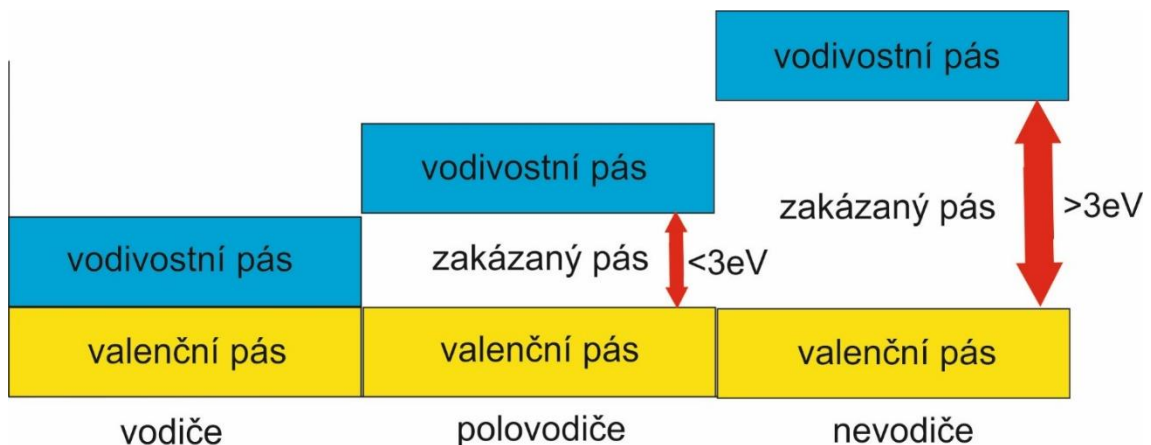 vodivostní pás
vodivostní pás
vodivostní pás
zakázaný pás
>3eV
zakázaný pás
<3eV
valenční pás
valenční pás
valenční pás
vodiče
polovodiče
nevodiče